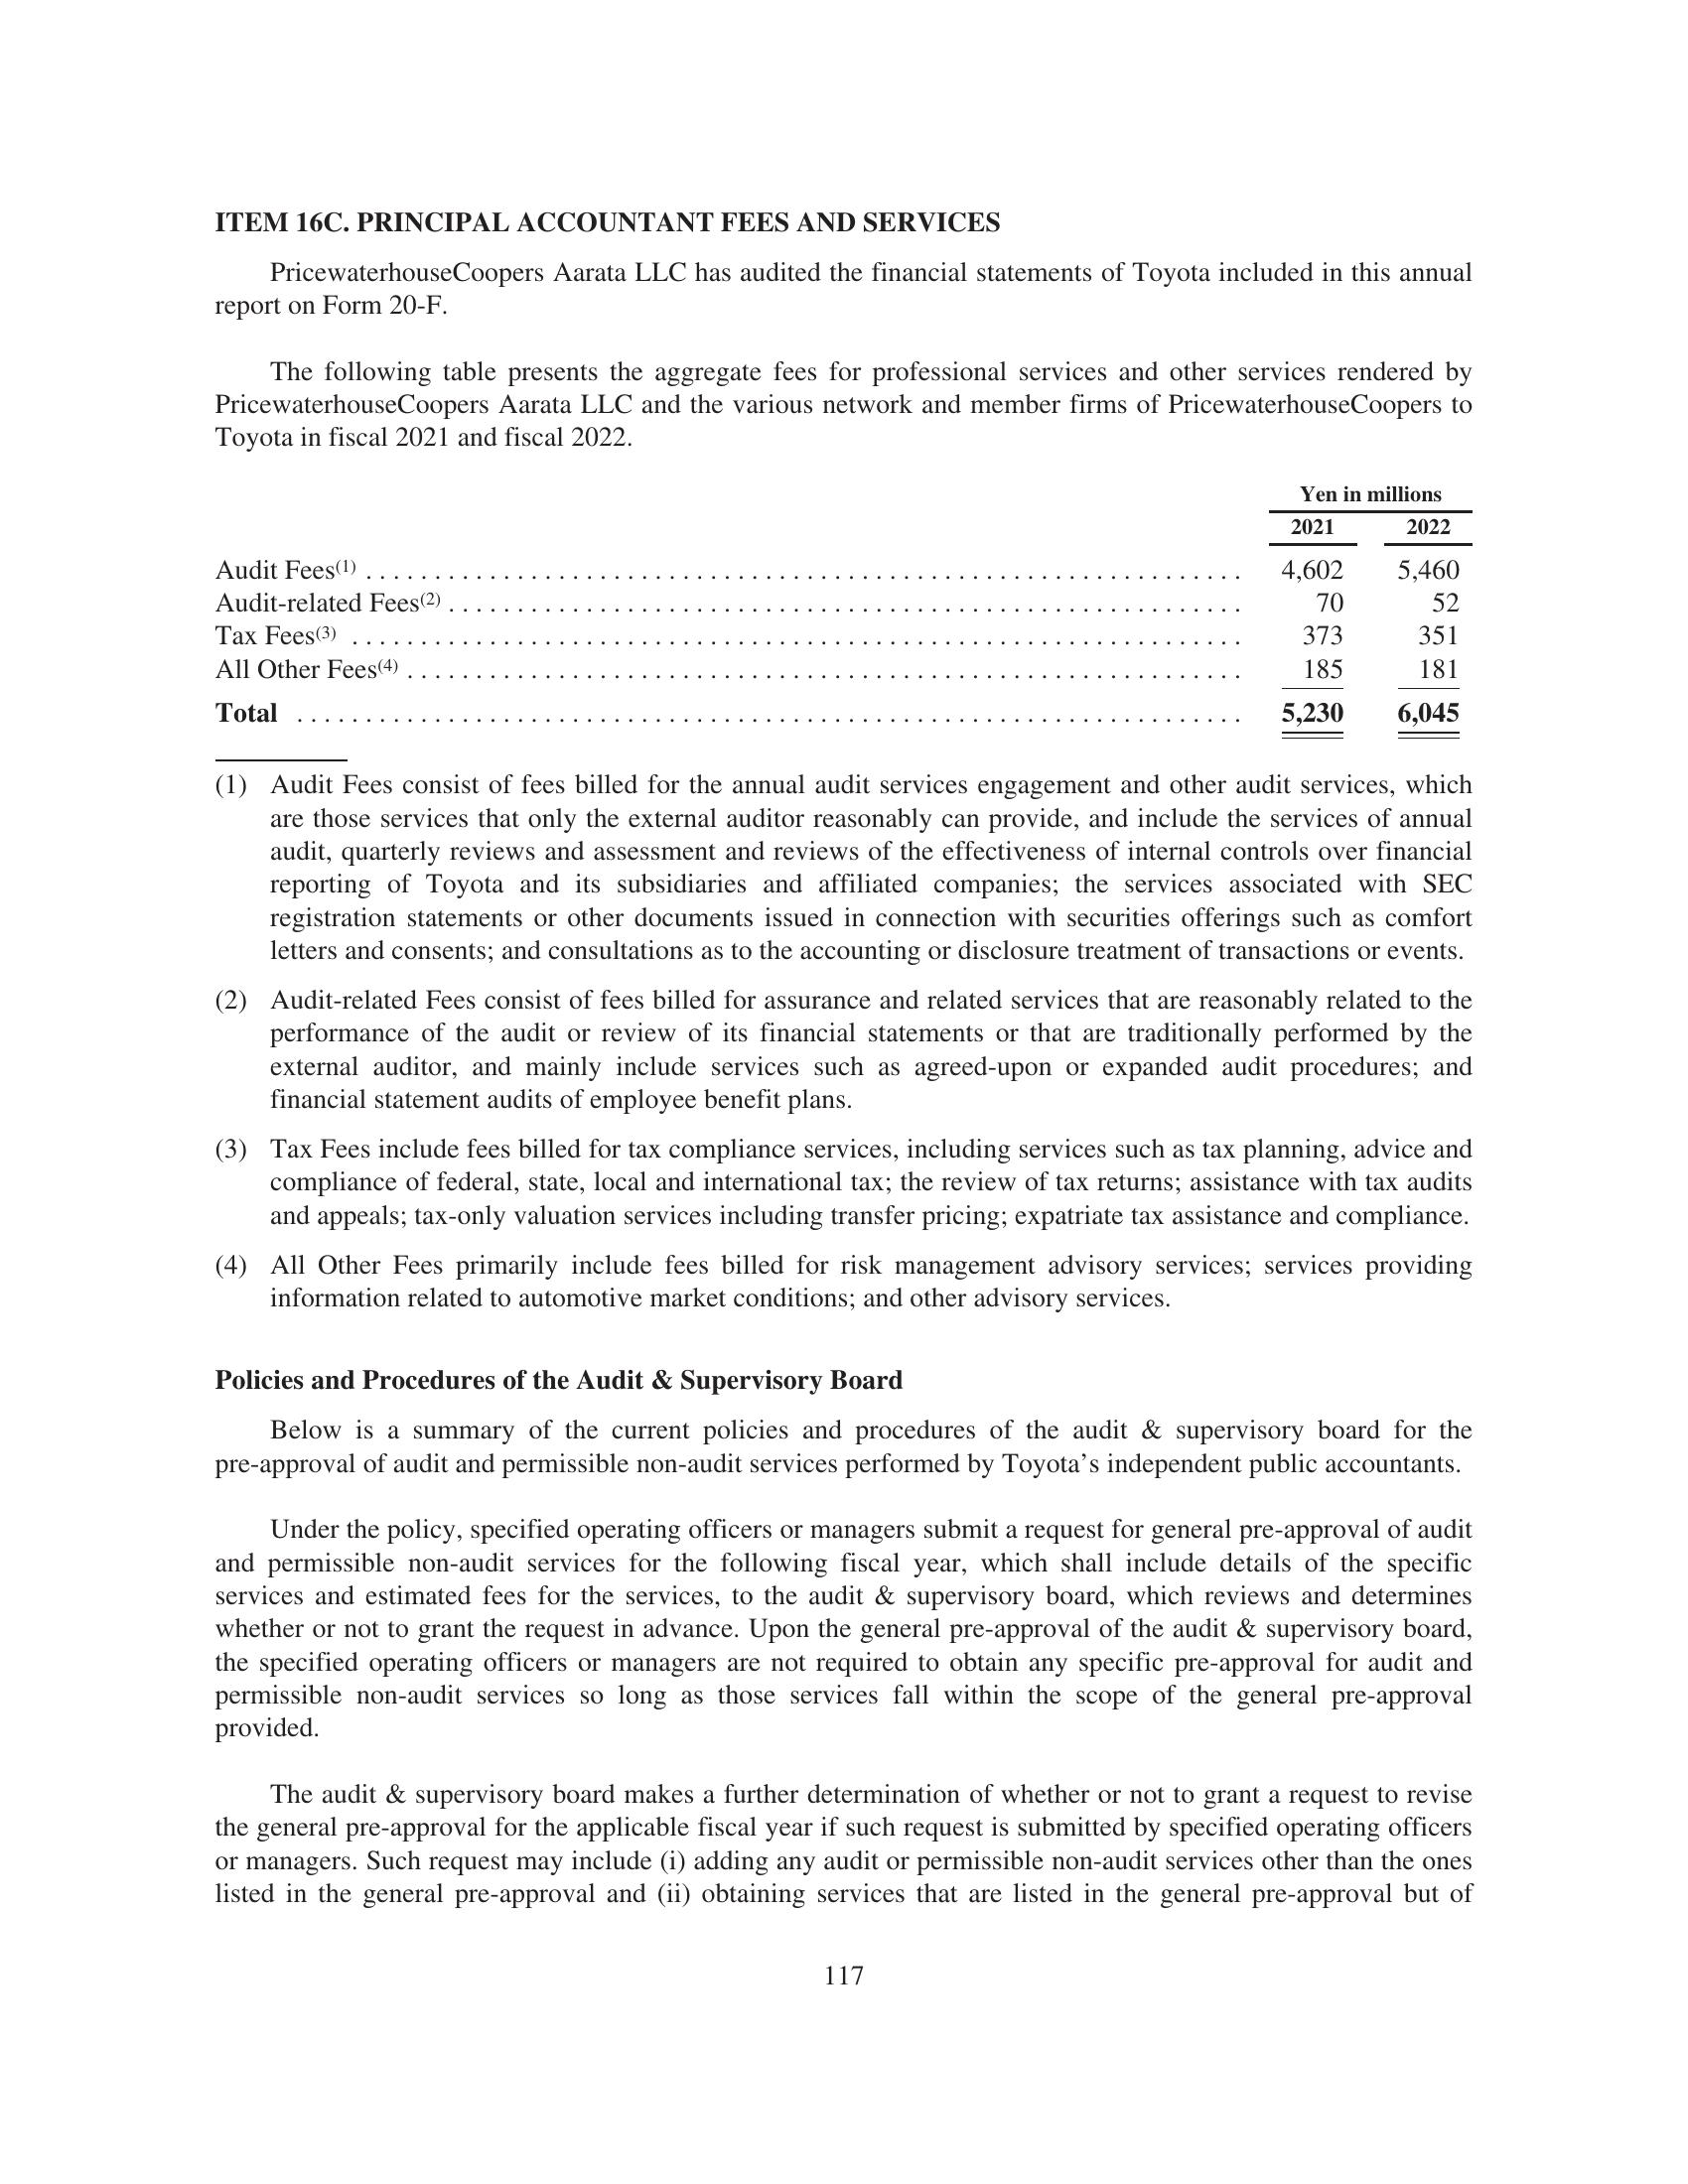 ITEM 16C. PRINCIPAL ACCOUNTANT FEES AND SERVICES
PricewaterhouseCoopers Aarata LLC has audited the financial statements of Toyota included in this annual
report on Form 20-F.
The following table presents the aggregate fees for professional services and other services rendered by
PricewaterhouseCoopers Aarata LLC and the various network and member firms of PricewaterhouseCoopers to
Toyota in fiscal 2021 and fiscal 2022.
Yen in millions
2021 2022
Audit Fees(1) 4,602 5,460
Audit-related Fees(2) 70 52
Tax Fees(3) 373 351
All Other Fees(4) 185 181
Total 5,230 6,045
(1) Audit Fees consist of fees billed for the annual audit services engagement and other audit services, which
are those services that only the external auditor reasonably can provide, and include the services of annual
audit, quarterly reviews and assessment and reviews of the effectiveness of internal controls over financial
reporting of Toyota and its subsidiaries and affiliated companies; the services associated with SEC
registration statements or other documents issued in connection with securities offerings such as comfort
letters and consents; and consultations as to the accounting or disclosure treatment of transactions or events.
(2) Audit-related Fees consist of fees billed for assurance and related services that are reasonably related to the
performance of the audit or review of its financial statements or that are traditionally performed by the
external auditor, and mainly include services such as agreed-upon or expanded audit procedures; and
financial statement audits of employee benefit plans.
(3) Tax Fees include fees billed for tax compliance services, including services such as tax planning, advice and
compliance of federal, state, local and international tax; the review of tax returns; assistance with tax audits
and appeals; tax-only valuation services including transfer pricing; expatriate tax assistance and compliance.
(4) All Other Fees primarily include fees billed for risk management advisory services; services providing
information related to automotive market conditions; and other advisory services.
Policies and Procedures of the Audit & Supervisory Board
Below is a summary of the current policies and procedures of the audit & supervisory board for the
pre-approval of audit and permissible non-audit services performed by Toyota’s independent public accountants.
Under the policy, specified operating officers or managers submit a request for general pre-approval of audit
and permissible non-audit services for the following fiscal year, which shall include details of the specific
services and estimated fees for the services, to the audit & supervisory board, which reviews and determines
whether or not to grant the request in advance. Upon the general pre-approval of the audit & supervisory board,
the specified operating officers or managers are not required to obtain any specific pre-approval for audit and
permissible non-audit services so long as those services fall within the scope of the general pre-approval
provided.
The audit & supervisory board makes a further determination of whether or not to grant a request to revise
the general pre-approval for the applicable fiscal year if such request is submitted by specified operating officers
or managers. Such request may include (i) adding any audit or permissible non-audit services other than the ones
listed in the general pre-approval and (ii) obtaining services that are listed in the general pre-approval but of
117